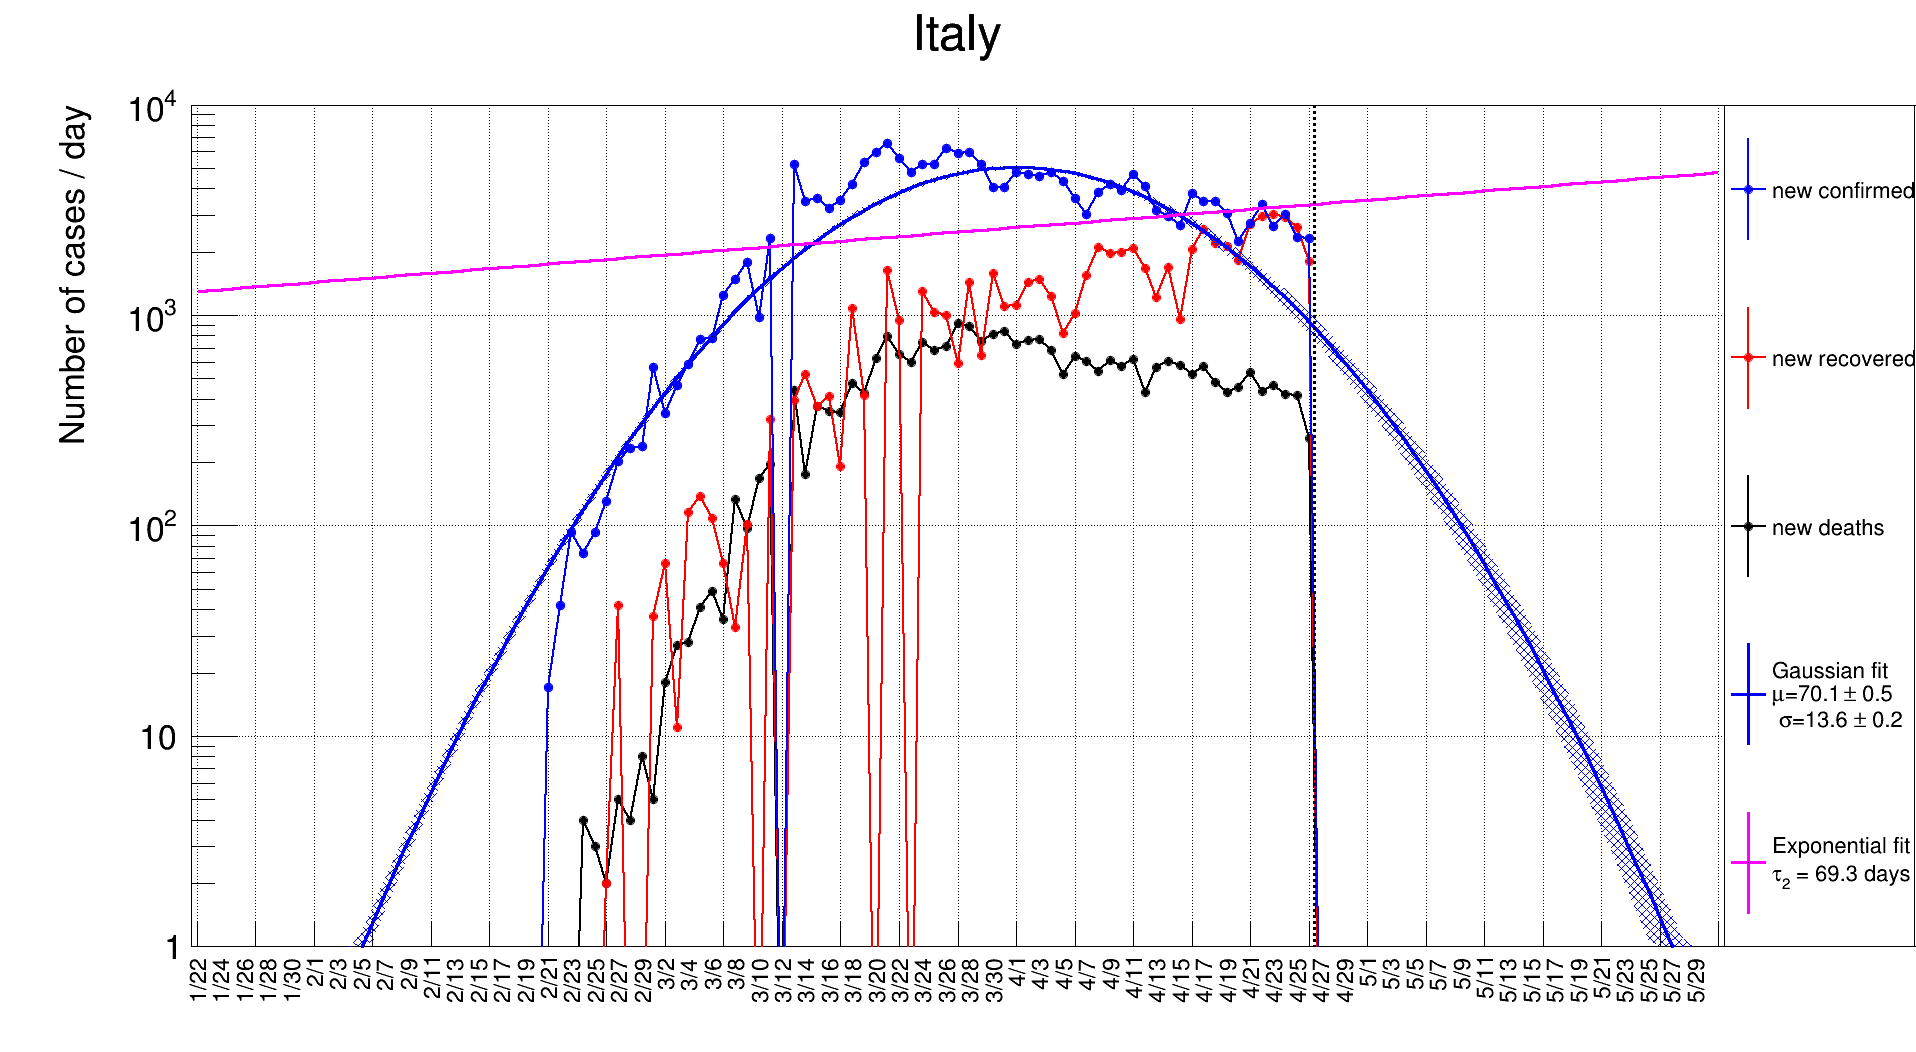 Italy
Number of cases / day
10^4
10^3
10^2
10
1
1/22 1/24 1/26 1/28 1/30 2/1 2/3 2/5 2/7 2/9 2/11 2/13 2/15 2/17 2/19 2/21 2/23 2/25 2/27 2/29 3/2 3/4 3/6 3/8 3/10 3/12 3/14 3/16 3/18 3/20 3/22 3/24 3/26 3/28 3/30 4/1 4/3 4/5 4/7 4/9 4/11 4/13 4/15 4/17 4/19 4/21 4/23 4/25 4/27 4/29 5/1 5/3 5/5 5/7 5/9 5/11 5/13 5/15 5/17 5/19 5/21 5/23 5/25 5/27 5/29
new confirmed
new recovered
new deaths
Gaussian fit
μ=70.1 ± 0.5
σ=13.6 ± 0.2
Exponential fit
τ₂ = 69.3 days